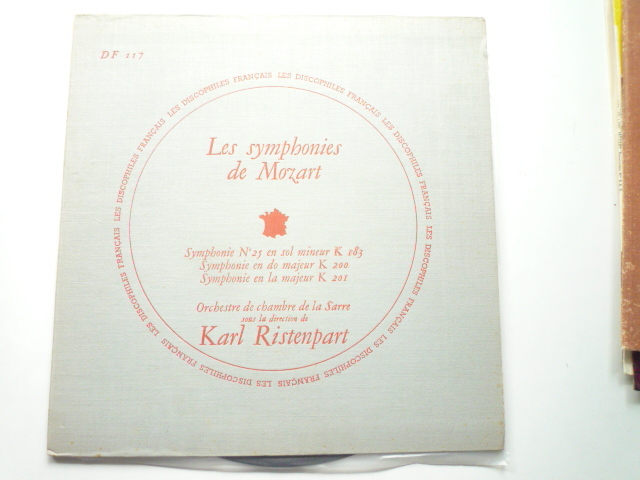 DF 117
LES DISCOPHILES FRANÇAIS LES DISCOPHILES FRANÇAIS LES DISCOPHILES FRANÇAIS LES DISCOPHILES FRANÇAIS LES DISCOPHILES FRANÇAIS LES DISCOPHILES FRANÇAIS LES DISCOPHILES FRANÇAIS
Les symphonies
de Mozart
Symphonie N°25 en sol mineur K 183
Symphonie en do majeur K 200
Symphonie en la majeur K 201
Orchestre de chambre de la Sarre
sous la direction de
Karl Ristenpart